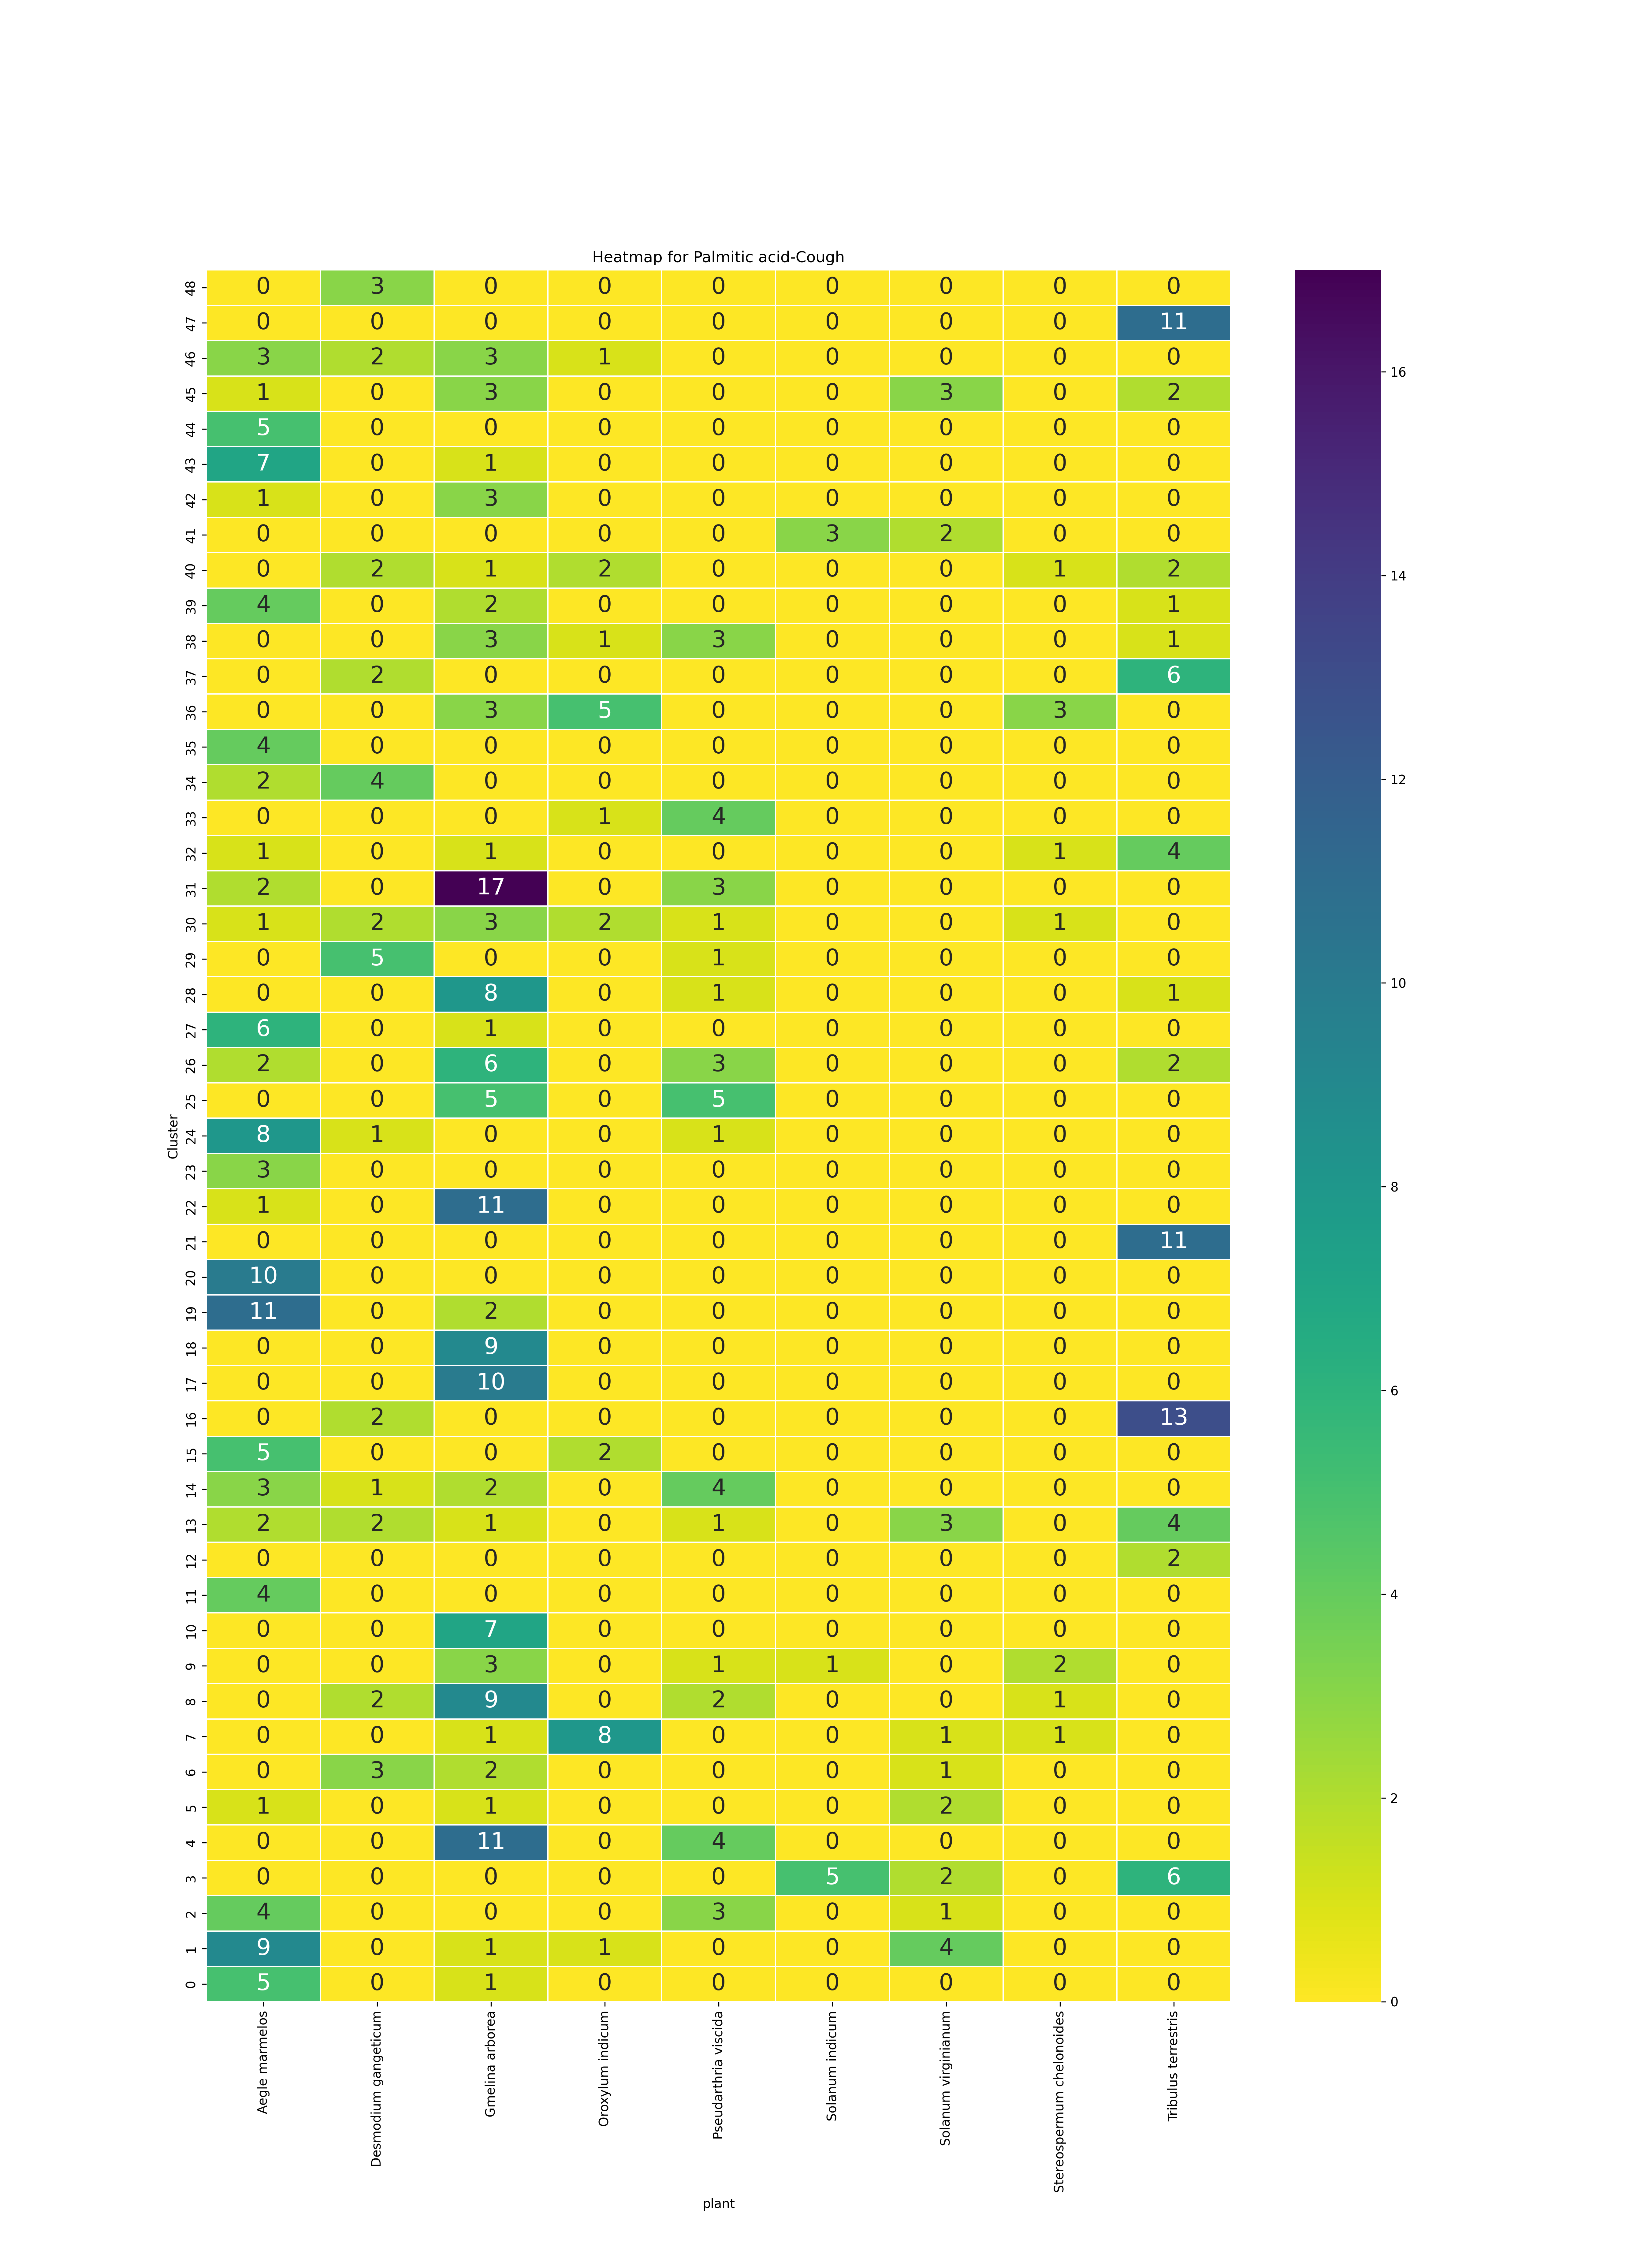 Heatmap for Palmitic acid-Cough
48 0 3 0 0 0 0 0 0 0
47 0 0 0 0 0 0 0 0 11
46 3 2 3 1 0 0 0 0 0
45 1 0 3 0 0 0 3 0 2
44 5 0 0 0 0 0 0 0 0
43 7 0 1 0 0 0 0 0 0
42 1 0 3 0 0 0 0 0 0
41 0 0 0 0 0 3 2 0 0
40 0 2 1 2 0 0 0 1 2
39 4 0 2 0 0 0 0 0 1
38 0 0 3 1 3 0 0 0 1
37 0 2 0 0 0 0 0 0 6
36 0 0 3 5 0 0 0 3 0
35 4 0 0 0 0 0 0 0 0
34 2 4 0 0 0 0 0 0 0
33 0 0 0 1 4 0 0 0 0
32 1 0 1 0 0 0 0 1 4
31 2 0 17 0 3 0 0 0 0
30 1 2 3 2 1 0 0 1 0
29 0 5 0 0 1 0 0 0 0
28 0 0 8 0 1 0 0 0 1
27 6 0 1 0 0 0 0 0 0
26 2 0 6 0 3 0 0 0 2
25 0 0 5 0 5 0 0 0 0
24 8 1 0 0 1 0 0 0 0
23 3 0 0 0 0 0 0 0 0
22 1 0 11 0 0 0 0 0 0
21 0 0 0 0 0 0 0 0 11
20 10 0 0 0 0 0 0 0 0
19 11 0 2 0 0 0 0 0 0
18 0 0 9 0 0 0 0 0 0
17 0 0 10 0 0 0 0 0 0
16 0 2 0 0 0 0 0 0 13
15 5 0 0 2 0 0 0 0 0
14 3 1 2 0 4 0 0 0 0
13 2 2 1 0 1 0 3 0 4
12 0 0 0 0 0 0 0 0 2
11 4 0 0 0 0 0 0 0 0
10 0 0 7 0 0 0 0 0 0
9 0 0 3 0 1 1 0 2 0
8 0 2 9 0 2 0 0 1 0
7 0 0 1 8 0 0 1 1 0
6 0 3 2 0 0 0 1 0 0
5 1 0 1 0 0 0 2 0 0
4 0 0 11 0 4 0 0 0 0
3 0 0 0 0 0 5 2 0 6
2 4 0 0 0 3 0 1 0 0
1 9 0 1 1 0 0 4 0 0
0 5 0 1 0 0 0 0 0 0
Cluster
Aegle marmelos
Desmodium gangeticum
Gmelina arborea
Oroxylum indicum
Pseudarthria viscida
Solanum indicum
Solanum virginianum
Stereospermum chelonoides
Tribulus terrestris
plant
16
14
12
10
8
6
4
2
0